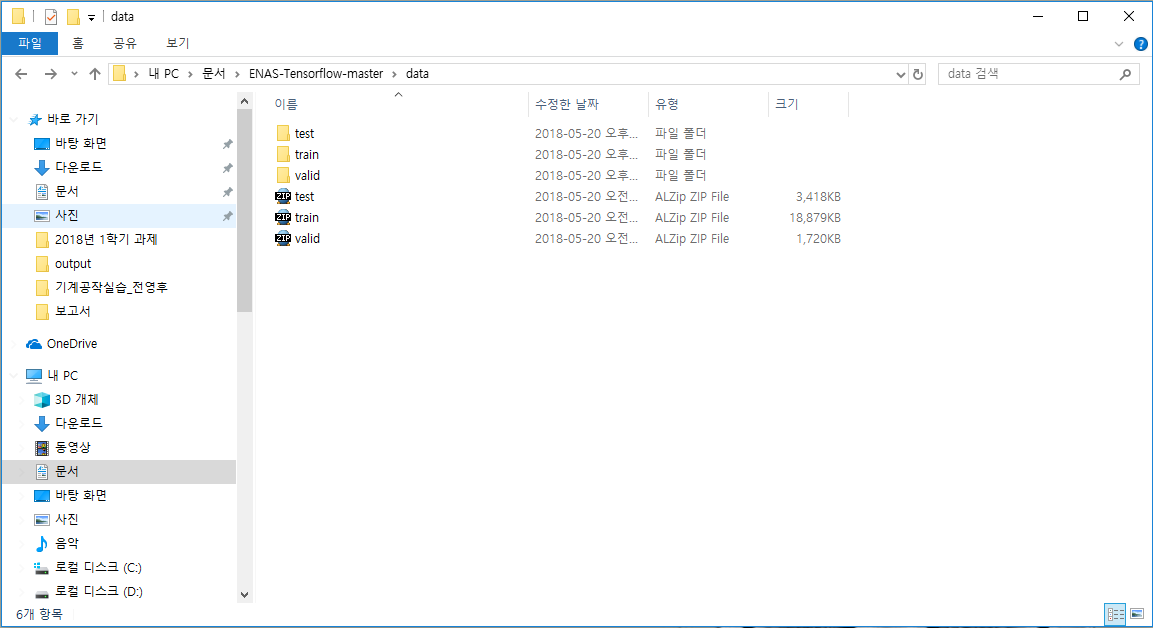 data
파일 홈 공유 보기
내 PC 문서 ENAS-Tensorflow-master data
data 검색
바로 가기
바탕 화면
다운로드
문서
사진
2018년 1학기 과제
output
기계공작실습_전영후
보고서
OneDrive
내 PC
3D 개체
다운로드
동영상
문서
바탕 화면
사진
음악
로컬 디스크 (C:)
로컬 디스크 (D:)
이름 수정한 날짜 유형 크기
test 2018-05-20 오후... 파일 폴더
train 2018-05-20 오후... 파일 폴더
valid 2018-05-20 오후... 파일 폴더
ZIP test 2018-05-20 오전... ALZip ZIP File 3,418KB
ZIP train 2018-05-20 오전... ALZip ZIP File 18,879KB
ZIP valid 2018-05-20 오전... ALZip ZIP File 1,720KB
6개 항목